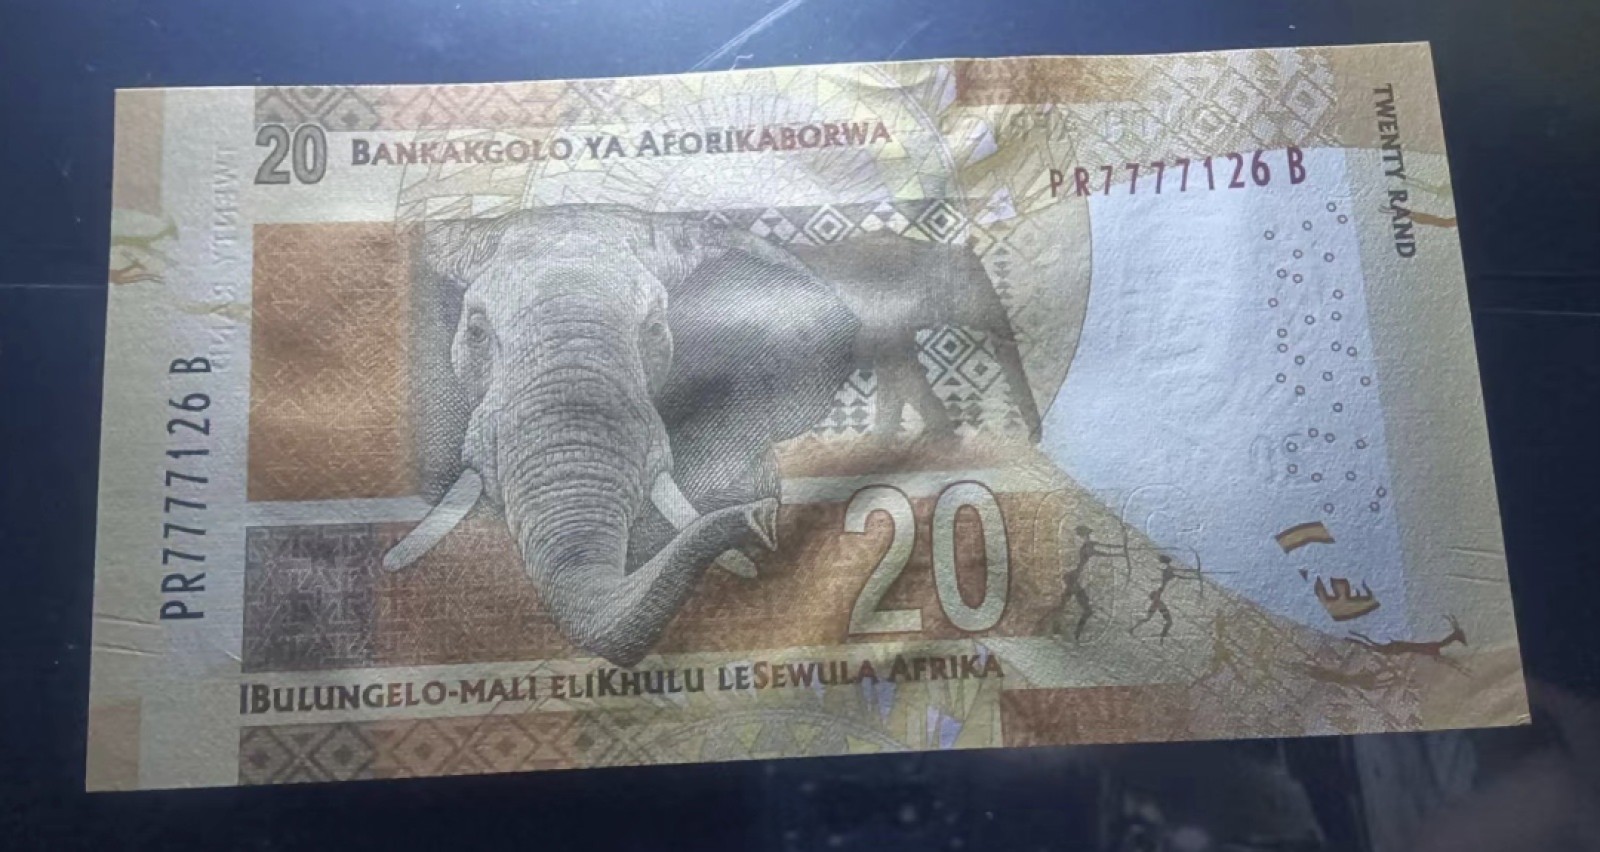 20 BANKAKGOLO YA AFORIKABORWA
PR7777126 B
TWENTY RAND
PR7777126 B
20
IBULUNGELO-MALI ELIKHULU LESEWULA AFRIKA